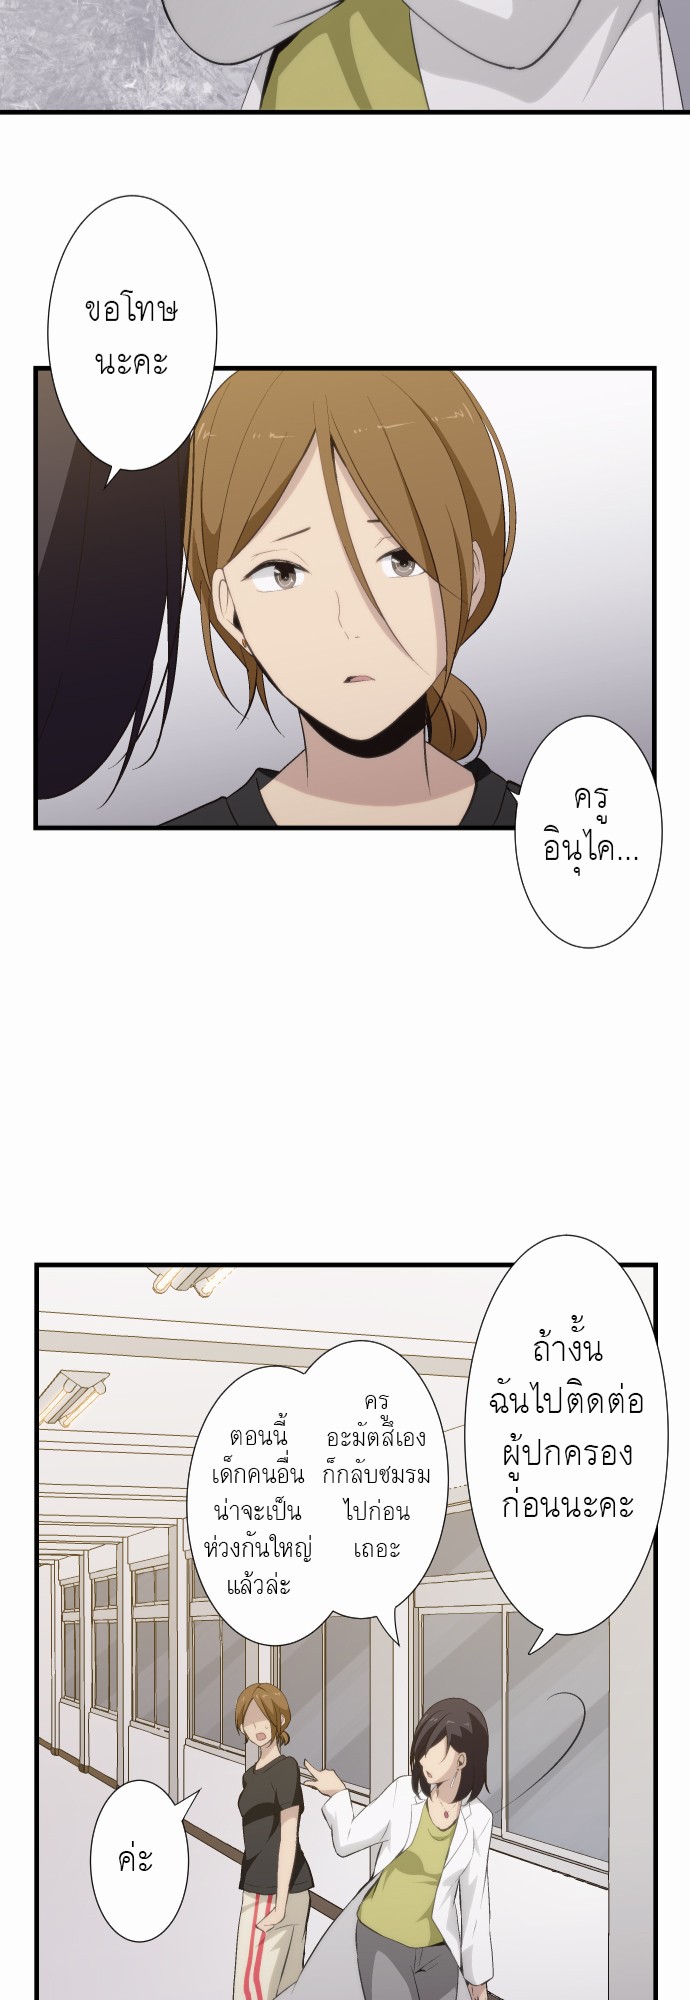 ขอโทษ
นะคะ
ครู
อินุไค...
ถ้างั้น
ฉันไปติดต่อ
ผู้ปกครอง
ก่อนนะคะ
ครู
อะมัตสึเอง
ก็กลับชมรม
ไปก่อน
เถอะ
ตอนนี้
เด็กคนอื่น
น่าจะเป็น
ห่วงกันใหญ่
แล้วล่ะ
ค่ะ